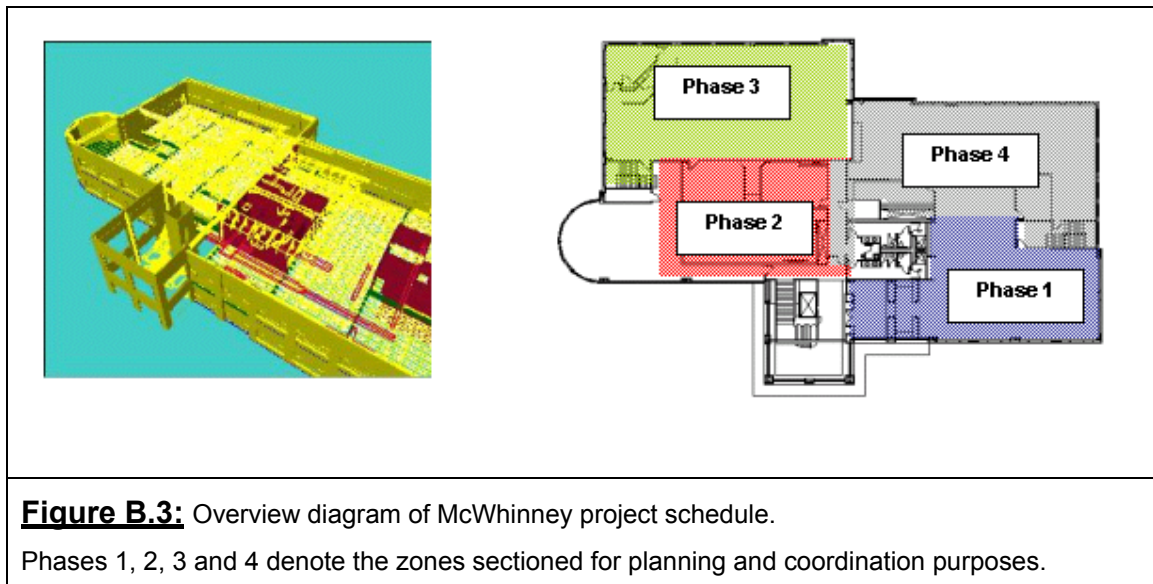 Phase 3
Phase 4
Phase 2
Phase 1
Figure B.3: Overview diagram of McWhinney project schedule.
Phases 1, 2, 3 and 4 denote the zones sectioned for planning and coordination purposes.